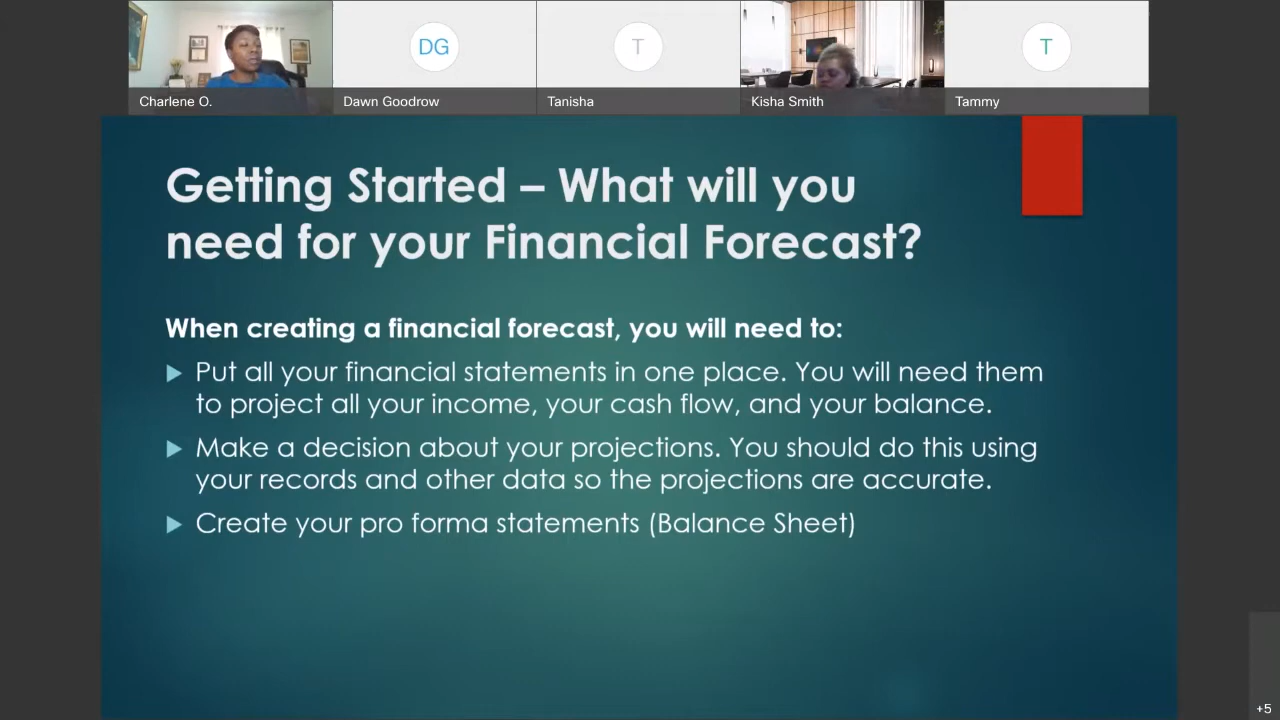 Charlene O.
DG
Dawn Goodrow
T
Tanisha
Kisha Smith
T
Tammy
Getting Started – What will you
need for your Financial Forecast?
When creating a financial forecast, you will need to:
Put all your financial statements in one place. You will need them
to project all your income, your cash flow, and your balance.
Make a decision about your projections. You should do this using
your records and other data so the projections are accurate.
Create your pro forma statements (Balance Sheet)
+5